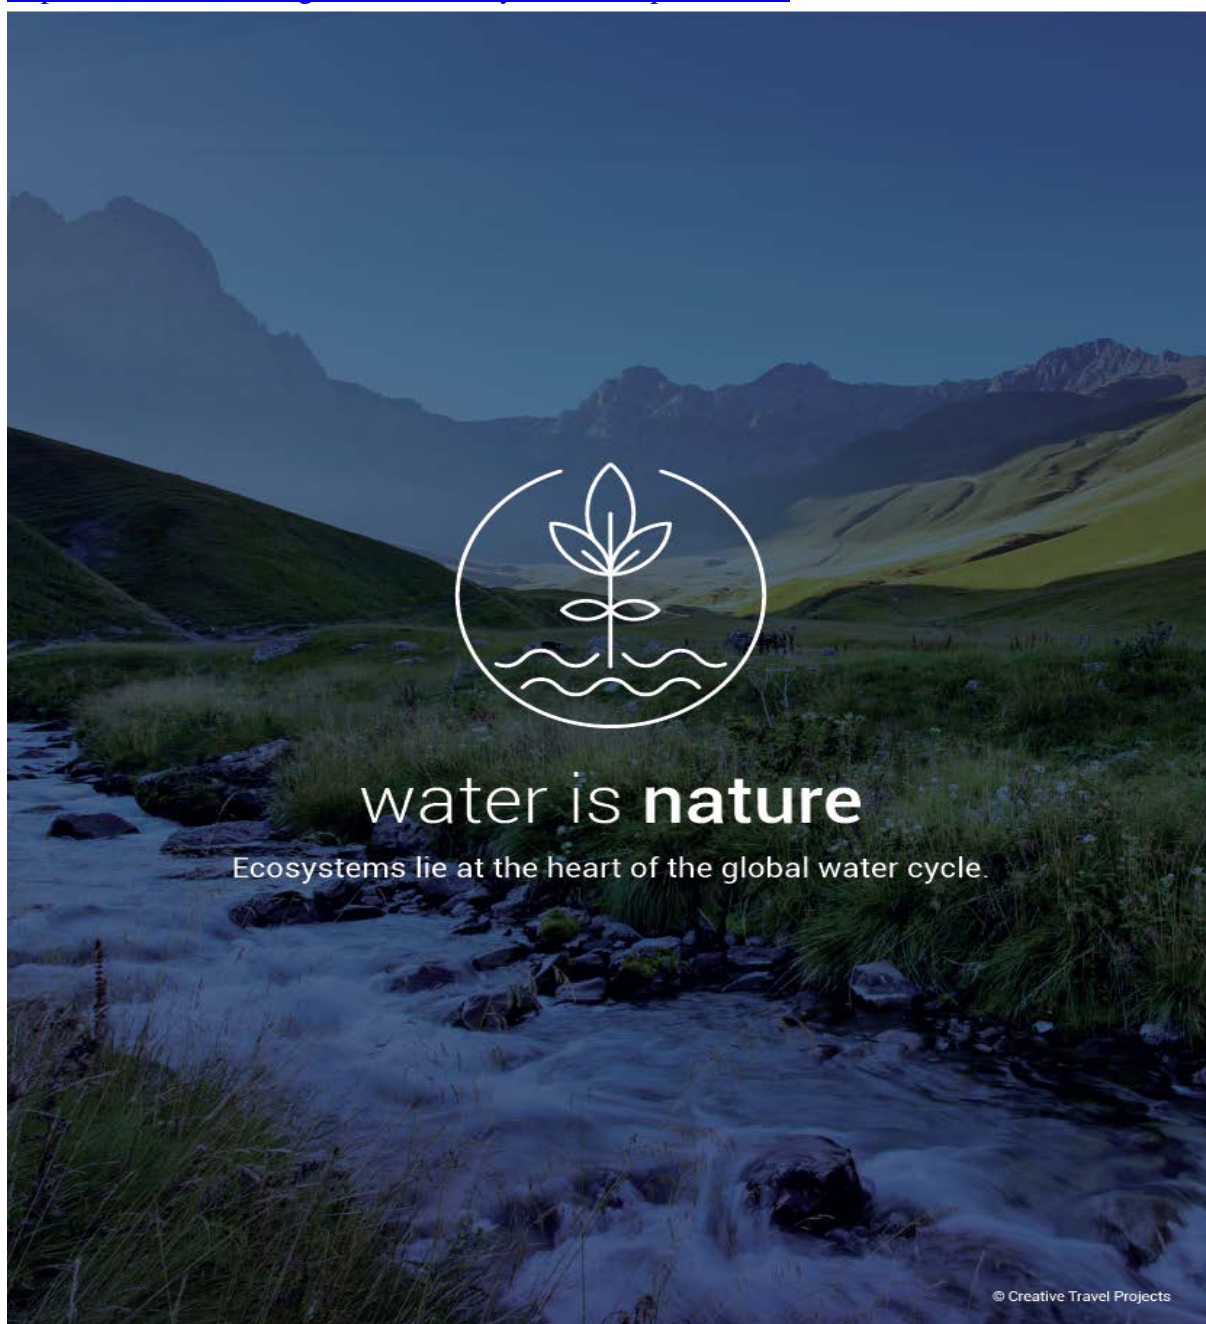 water is nature
Ecosystems lie at the heart of the global water cycle.
© Creative Travel Projects